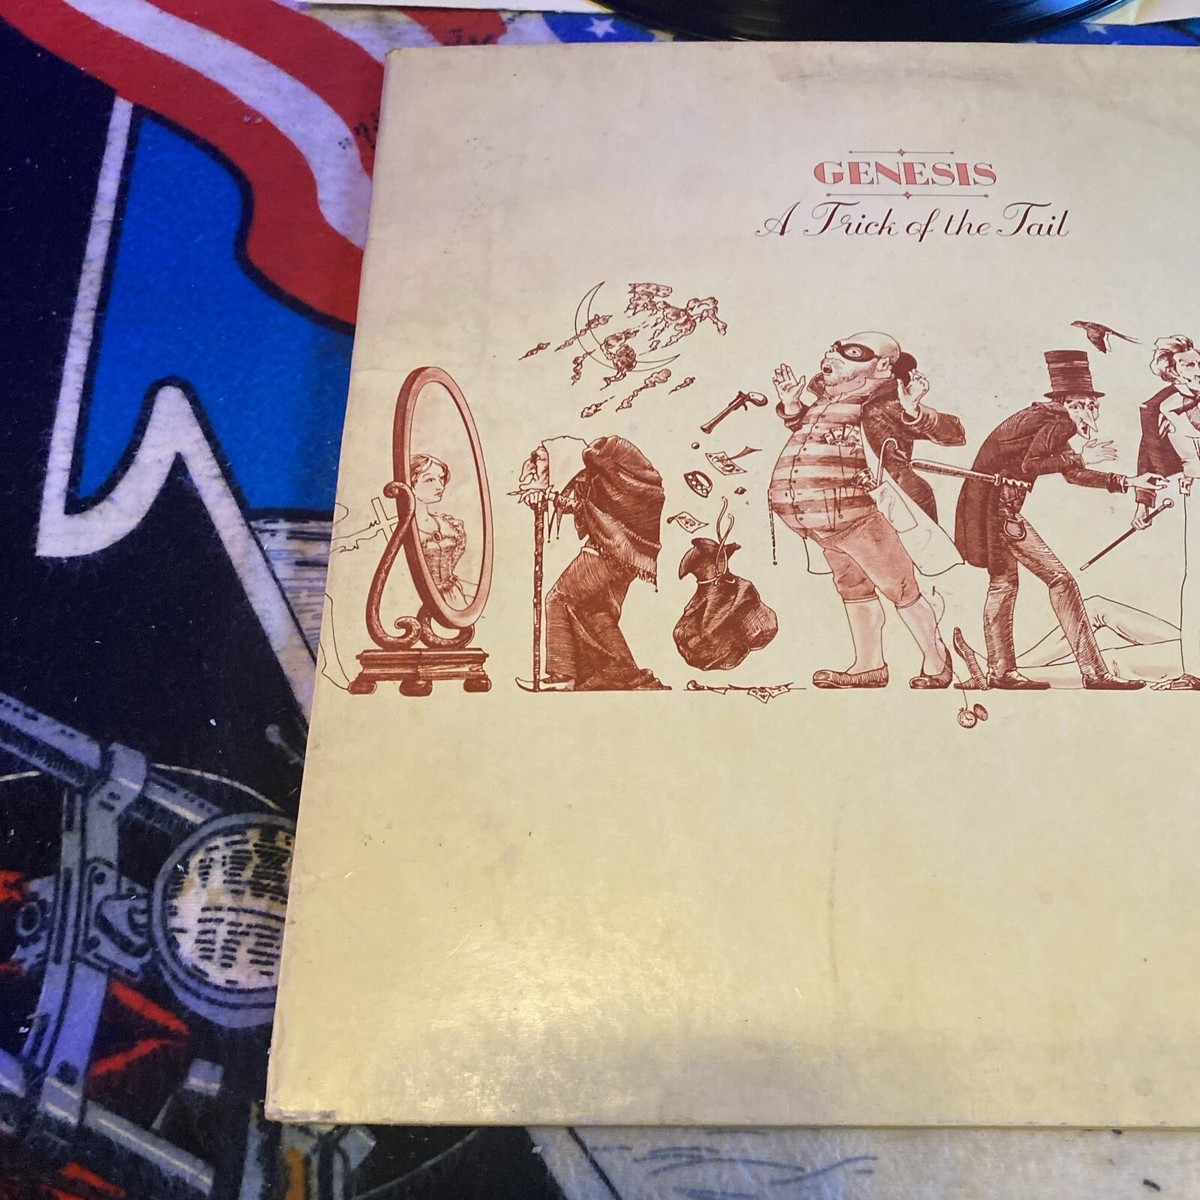 GENESIS
A Trick of the Tail